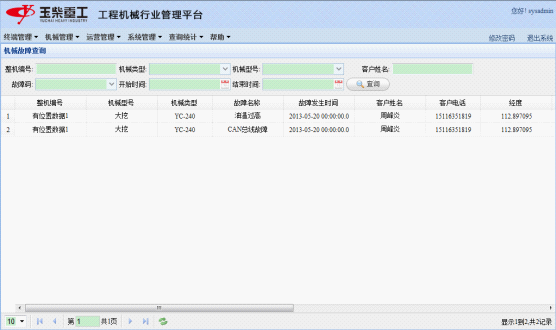 玉柴重工 工程机械行业管理平台 您好! sysadmin
YUCHAI HEAVY INDUSTRY
终端管理 机械管理 运营管理 系统管理 查询统计 帮助 修改密码 退出系统
机械故障查询
整机编号: 机械类型: 机械型号: 客户姓名:
故障码: 开始时间: 结束时间: 查询
整机编号 机械型号 机械类型 故障名称 故障发生时间 客户姓名 客户电话 经度
1 有位置数据1 大挖 YC-240 油温过高 2013-05-20 00:00:00.0 周峰炎 15116351819 112.897095
2 有位置数据1 大挖 YC-240 CAN总线故障 2013-05-20 00:00:00.0 周峰炎 15116351819 112.897095
10 第 1 共1页 显示1到2,共2记录